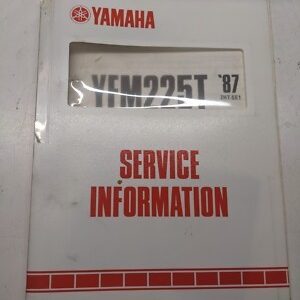 YAMAHA
YFM225T '87
SERVICE
INFORMATION